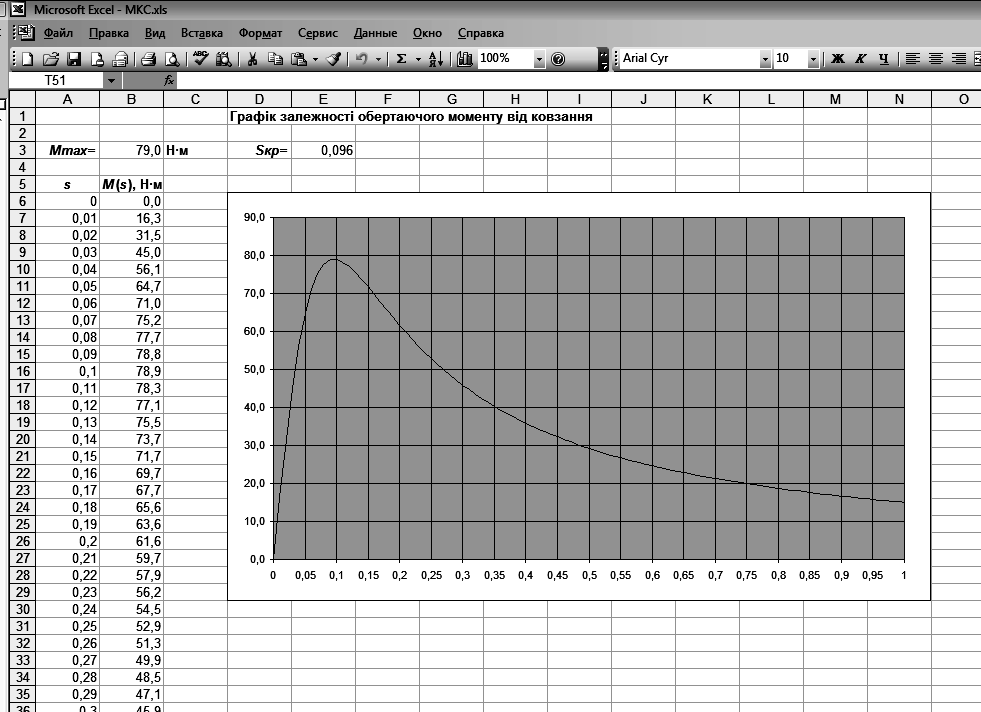 Microsoft Excel - МКС.xls
Файл Правка Вид Вставка Формат Сервис Данные Окно Справка
100% Arial Cyr 10 Ж К Ч
T51 fx
A B C D E F G H I J K L M N O
1 Графік залежності обертаючого моменту від ковзання
2
3 Mmax= 79,0 Н·м Sкр= 0,096
4
5 s M(s), Н·м
6 0 0,0
7 0,01 16,3
8 0,02 31,5
9 0,03 45,0
10 0,04 56,1
11 0,05 64,7
12 0,06 71,0
13 0,07 75,2
14 0,08 77,7
15 0,09 78,8
16 0,1 78,9
17 0,11 78,3
18 0,12 77,1
19 0,13 75,5
20 0,14 73,7
21 0,15 71,7
22 0,16 69,7
23 0,17 67,7
24 0,18 65,6
25 0,19 63,6
26 0,2 61,6
27 0,21 59,7
28 0,22 57,9
29 0,23 56,2
30 0,24 54,5
31 0,25 52,9
32 0,26 51,3
33 0,27 49,9
34 0,28 48,5
35 0,29 47,1
36 0,3 45,9
90,0
80,0
70,0
60,0
50,0
40,0
30,0
20,0
10,0
0,0
0 0,05 0,1 0,15 0,2 0,25 0,3 0,35 0,4 0,45 0,5 0,55 0,6 0,65 0,7 0,75 0,8 0,85 0,9 0,95 1